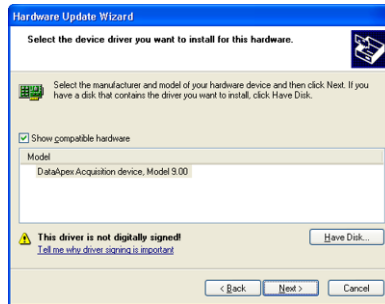 Hardware Update Wizard
Select the device driver you want to install for this hardware.
Select the manufacturer and model of your hardware device and then click Next. If you
have a disk that contains the driver you want to install, click Have Disk.
Show compatible hardware
Model
DataApex Acquisition device, Model 9.00
This driver is not digitally signed!
Have Disk...
Tell me why driver signing is important
< Back
Next >
Cancel